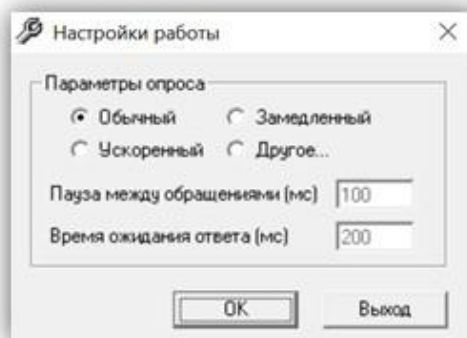 Настройки работы
Параметры опроса
Обычный Замедленный
Ускоренный Другое...
Пауза между обращениями (мс) 100
Время ожидания ответа (мс) 200
OK Выход